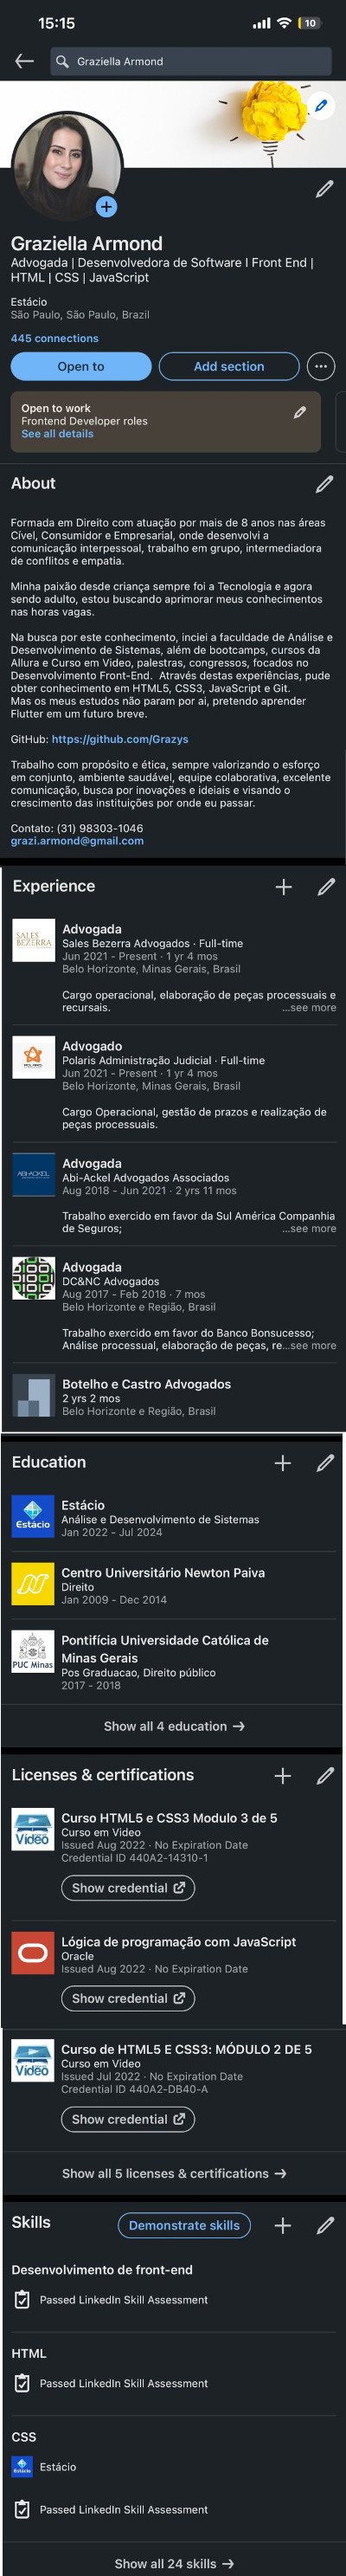 15:15
10
Graziella Armond
Graziella Armond
Advogada | Desenvolvedora de Software I Front End |
HTML | CSS | JavaScript
Estácio
São Paulo, São Paulo, Brazil
445 connections
Open to
Add section
Open to work
Frontend Developer roles
See all details
About
Formada em Direito com atuação por mais de 8 anos nas áreas
Cível, Consumidor e Empresarial, onde desenvolvi a
comunicação interpessoal, trabalho em grupo, intermediadora
de conflitos e empatia.
Minha paixão desde criança sempre foi a Tecnologia e agora
sendo adulto, estou buscando aprimorar meus conhecimentos
nas horas vagas.
Na busca por este conhecimento, inciei a faculdade de Análise e
Desenvolvimento de Sistemas, além de bootcamps, cursos da
Allura e Curso em Video, palestras, congressos, focados no
Desenvolvimento Front-End. Através destas experiências, pude
obter conhecimento em HTML5, CSS3, JavaScript e Git.
Mas os meus estudos não param por ai, pretendo aprender
Flutter em um futuro breve.
GitHub: https://github.com/Grazys
Trabalho com propósito e ética, sempre valorizando o esforço
em conjunto, ambiente saudável, equipe colaborativa, excelente
comunicação, busca por inovações e ideiais e visando o
crescimento das instituições por onde eu passar.
Contato: (31) 98303-1046
grazi.armond@gmail.com
Experience
SALES
BEZERRA
Advogada
Sales Bezerra Advogados · Full-time
Jun 2021 - Present · 1 yr 4 mos
Belo Horizonte, Minas Gerais, Brasil
Cargo operacional, elaboração de peças processuais e
recursais. ...see more
POLARIS
Advogado
Polaris Administração Judicial · Full-time
Jun 2021 - Present · 1 yr 4 mos
Belo Horizonte, Minas Gerais, Brasil
Cargo Operacional, gestão de prazos e realização de
peças processuais.
ABI-ACKEL
Advogada
Abi-Ackel Advogados Associados
Aug 2018 - Jun 2021 · 2 yrs 11 mos
Trabalho exercido em favor da Sul América Companhia
de Seguros; ...see more
Advogada
DC&NC Advogados
Aug 2017 - Feb 2018 · 7 mos
Belo Horizonte e Região, Brasil
Trabalho exercido em favor do Banco Bonsucesso;
Análise processual, elaboração de peças, re...see more
Botelho e Castro Advogados
2 yrs 2 mos
Belo Horizonte e Região, Brasil
Education
Estácio
Estácio
Análise e Desenvolvimento de Sistemas
Jan 2022 - Jul 2024
Centro Universitário Newton Paiva
Direito
Jan 2009 - Dec 2014
PUC Minas
Pontifícia Universidade Católica de
Minas Gerais
Pos Graduacao, Direito público
2017 - 2018
Show all 4 education →
Licenses & certifications
Vídeo
Curso HTML5 e CSS3 Modulo 3 de 5
Curso em Video
Issued Aug 2022 · No Expiration Date
Credential ID 440A2-14310-1
Show credential
Lógica de programação com JavaScript
Oracle
Issued Aug 2022 · No Expiration Date
Show credential
Vídeo
Curso de HTML5 E CSS3: MÓDULO 2 DE 5
Curso em Video
Issued Jul 2022 · No Expiration Date
Credential ID 440A2-DB40-A
Show credential
Show all 5 licenses & certifications →
Skills
Demonstrate skills
Desenvolvimento de front-end
Passed LinkedIn Skill Assessment
HTML
Passed LinkedIn Skill Assessment
CSS
Estácio
Passed LinkedIn Skill Assessment
Show all 24 skills →